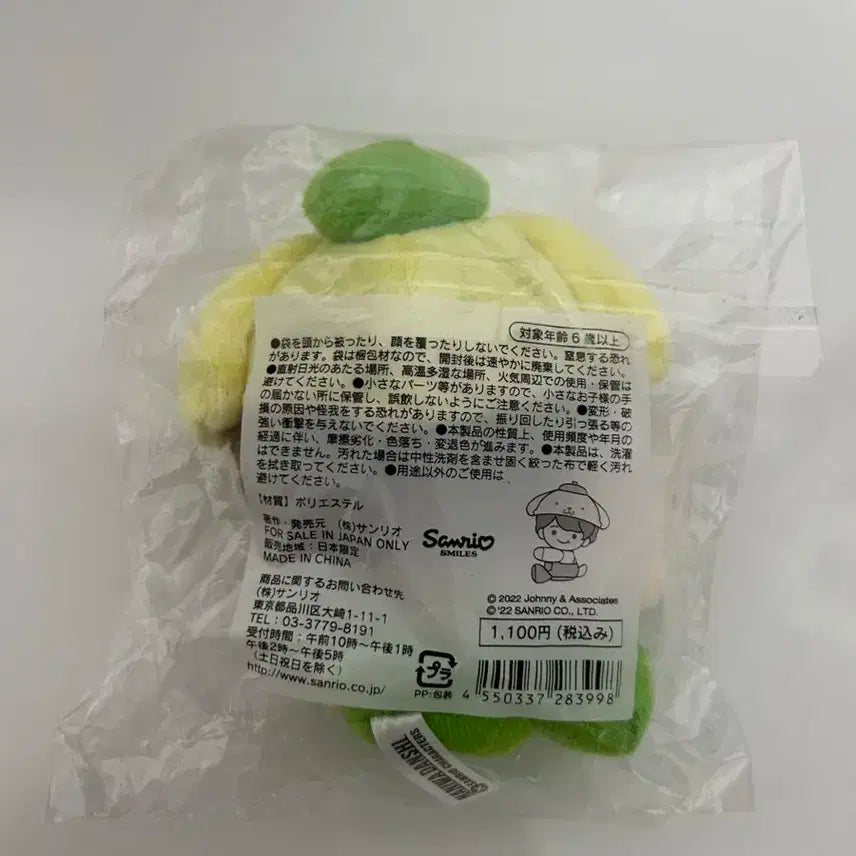 対象年齢6歳以上
●袋を頭から被ったり、顔を覆ったりしないでください。窒息する恐れ
があります。袋は梱包材なので、開封後は速やかに廃棄してください。
●直射日光のあたる場所、高温多湿な場所、火気周辺での使用・保管は
避けてください。●小さなパーツ等がありますので、小さなお子様の手
の届かない所に保管し、誤飲しないようにご注意ください。●変形・破
損の原因や怪我をする恐れがありますので、振り回したり引っ張る等の
強い衝撃を与えないでください。●本製品の性質上、使用頻度や年月の
経過に伴い、摩擦劣化・色落ち・変退色が進みます。●本製品は、洗濯
はできません。汚れた場合は中性洗剤を含ませ固く絞った布で軽く汚れ
を拭き取ってください。●用途以外のご使用は、
避けてください。
【材質】ポリエステル
著作・発売元 (株)サンリオ
FOR SALE IN JAPAN ONLY
販売地域:日本限定
MADE IN CHINA
Sanrio
SMILES
商品に関するお問い合わせ先
(株)サンリオ
東京都品川区大崎1-11-1
TEL:03-3779-8191
受付時間:午前10時〜午後1時
午後2時〜午後5時
(土日祝日を除く)
http://www.sanrio.co.jp/
© 2022 Johnny & Associates
©'22 SANRIO CO., LTD.
1,100円(税込み)
プラ
PP:包装
4 550337 283998
NANIWADANSHI
SANRIO CHARACTERS